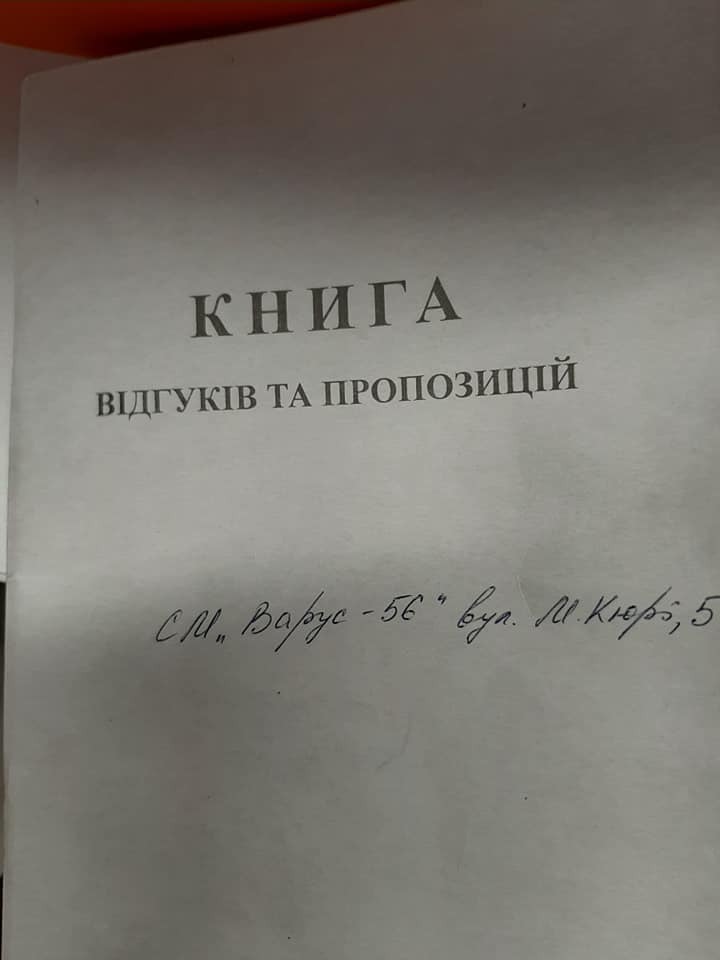 КНИГА
ВІДГУКІВ ТА ПРОПОЗИЦІЙ
СМ „Варус-56" вул. М.Кюрі, 5